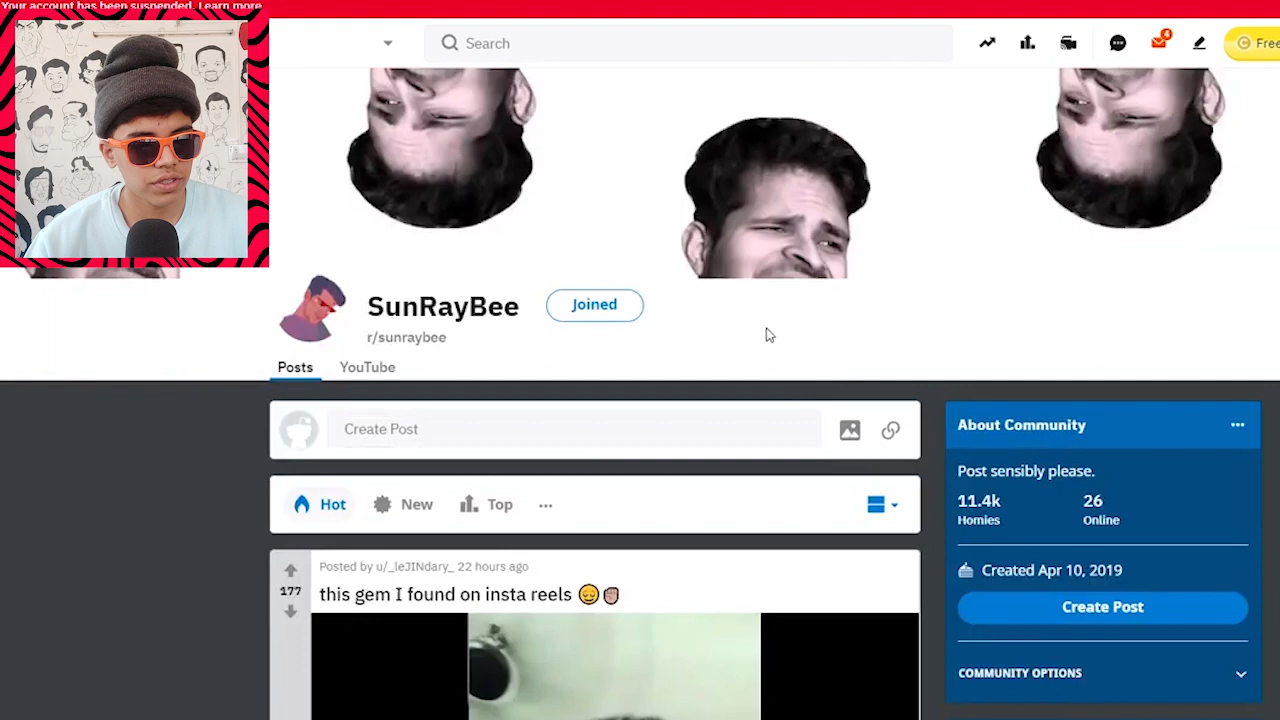 Your account has been suspended. Learn more
Search
4
Free
SunRayBee
Joined
r/sunraybee
Posts
YouTube
Create Post
Hot
New
Top
About Community
Post sensibly please.
11.4k
26
Homies
Online
Created Apr 10, 2019
Create Post
COMMUNITY OPTIONS
Posted by u/_leJINdary_ 22 hours ago
177
this gem I found on insta reels 😌✊